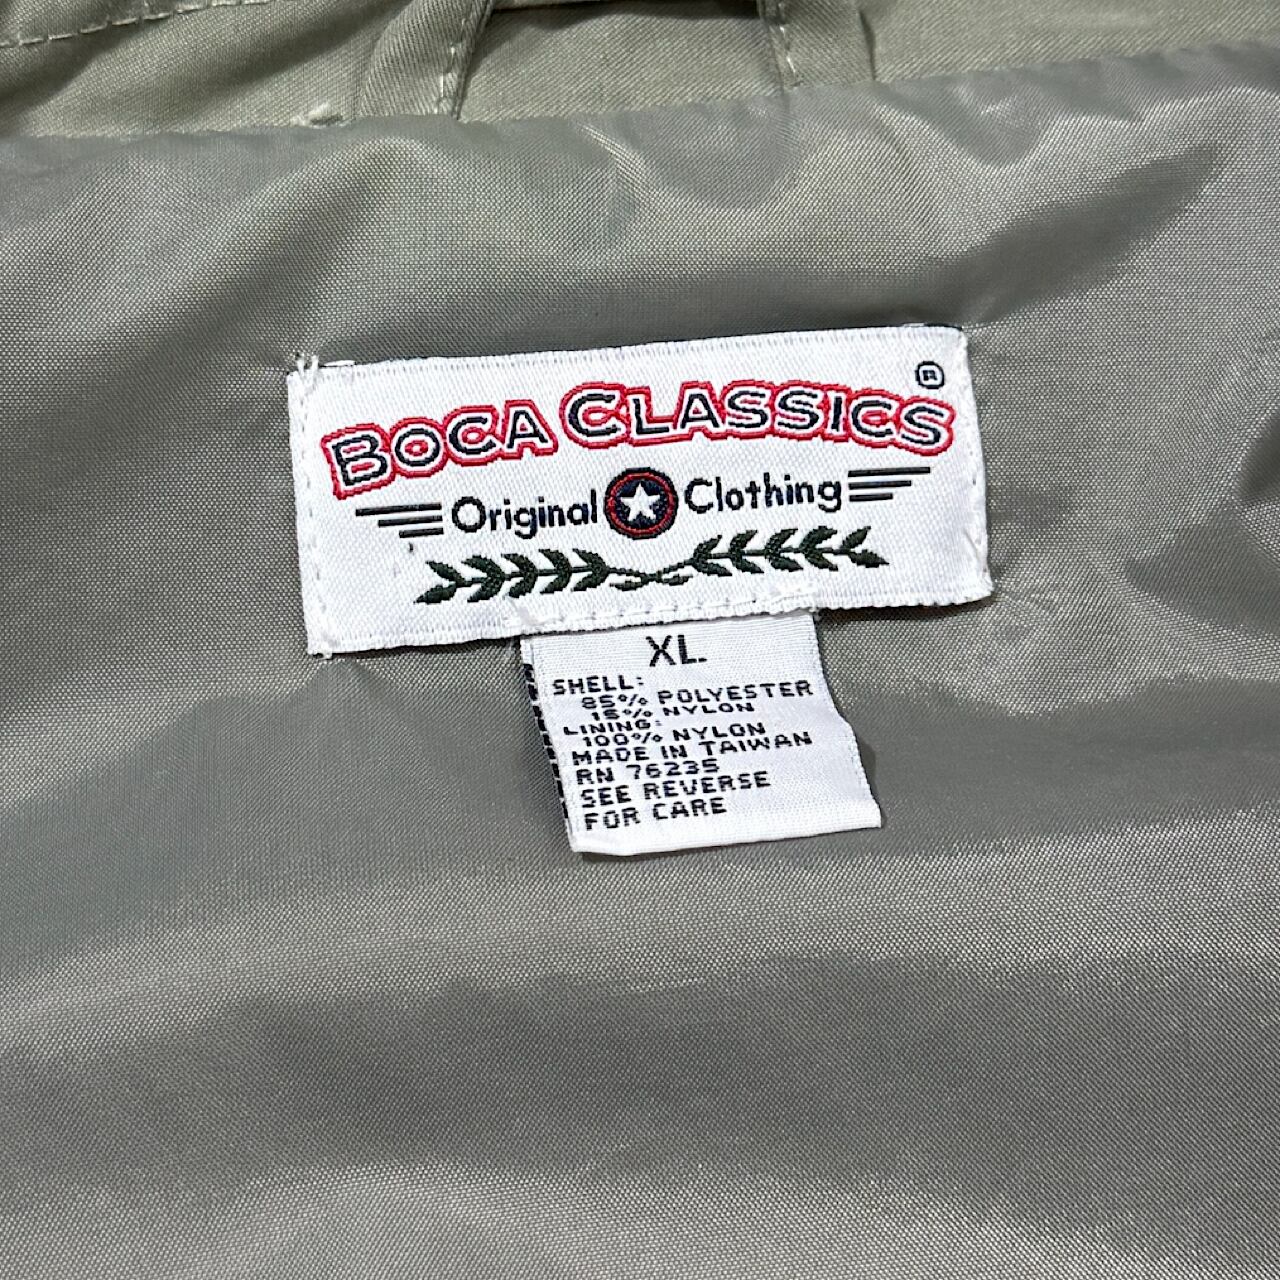 BOCA CLASSICS ®
Original Clothing
XL
SHELL:
85% POLYESTER
15% NYLON
LINING:
100% NYLON
MADE IN TAIWAN
RN 76235
SEE REVERSE
FOR CARE